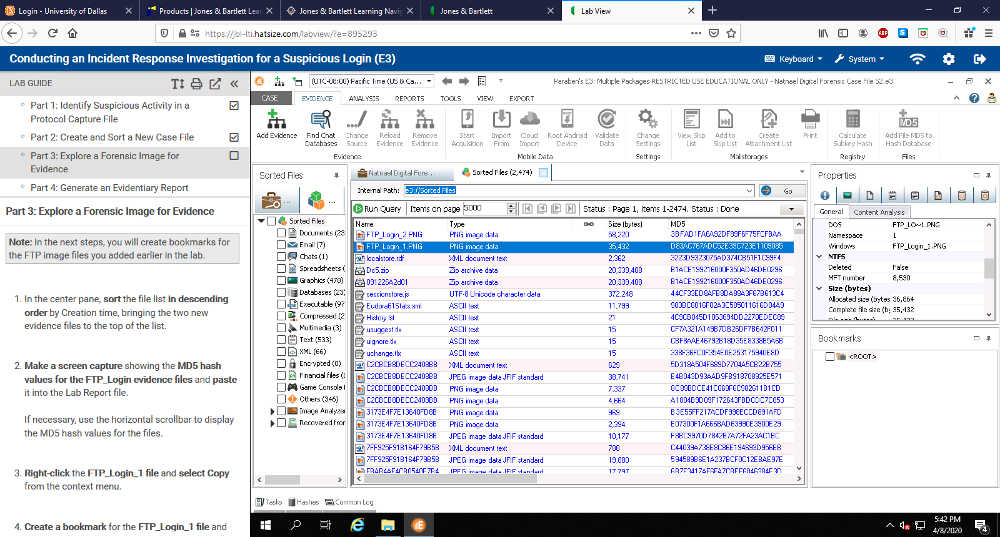 Login - University of Dallas
Products | Jones & Bartlett Lear
Jones & Bartlett Learning Navig
Jones & Bartlett
Lab View
https://jbl-lti.hatsize.com/labview/?e=895293
ABP
Conducting an Incident Response Investigation for a Suspicious Login (E3)
Keyboard
System
LAB GUIDE
Part 1: Identify Suspicious Activity in a
Protocol Capture File
Part 2: Create and Sort a New Case File
Part 3: Explore a Forensic Image for
Evidence
Part 4: Generate an Evidentiary Report
Part 3: Explore a Forensic Image for Evidence
Note: In the next steps, you will create bookmarks for
the FTP image files you added earlier in the lab.
1. In the center pane, sort the file list in descending
order by Creation time, bringing the two new
evidence files to the top of the list.
2. Make a screen capture showing the MD5 hash
values for the FTP_Login evidence files and paste
it into the Lab Report file.
If necessary, use the horizontal scrollbar to display
the MD5 hash values for the files.
3. Right-click the FTP_Login_1 file and select Copy
from the context menu.
4. Create a bookmark for the FTP_Login_1 file and
(UTC-08:00) Pacific Time (US & Ca...
Paraben's E3: Multiple Packages RESTRICTED USE EDUCATIONAL ONLY - Natnael Digital Forensic Case File S2.e3
CASE EVIDENCE ANALYSIS REPORTS TOOLS VIEW EXPORT
Add Evidence
Find Chat Databases
Change Source
Reload Evidence
Remove Evidence
Evidence
Start Acquisition
Import From
Cloud Import
Root Android Device
Validate Data
Mobile Data
Change Settings
Settings
View Skip List
Add to Skip List
Create Attachment List
Print
Mailstorages
Calculate Subkey Hash
Registry
Add File MD5 to Hash Database
Files
Sorted Files
Sorted Files
Documents (23
Email (7)
Chats (1)
Spreadsheets (
Graphics (478)
Databases (23)
Executable (97
Compressed (2
Multimedia (3)
Text (533)
XML (66)
Encrypted (0)
Financial files (0
Game Console I
Others (346)
Image Analyzer
Recovered from
Natnael Digital Fore...
Sorted Files (2,474)
Internal Path: e3://Sorted Files Go
Run Query Items on page 5000 Status : Page 1, items 1-2474. Status : Done
Name Type Size (bytes) MD5
FTP_Login_2.PNG PNG image data 58,220 3BFAD1FA6A92DF89F6F75FCFBAA
FTP_Login_1.PNG PNG image data 35,432 D83AC767ADC52E39C723E1109085
localstore.rdf XML document text 2,362 3223D9323075AD374CB51F1C99F4
Dc5.zip Zip archive data 20,339,408 B1ACE199216000F350AD46DE0296
091226A2d01 Zip archive data 20,339,408 B1ACE199216000F350AD46DE0296
sessionstore.js UTF-8 Unicode character data 372,248 44CF33ED8AFB8DA88A3F67B613C4
Eudora61Stats.xml ASCII text 11,799 903BC8016F02A3C585011616D04A9
History.lst ASCII text 21 4C9CB045D1063694DD2270EDEC89
usuggest.tlx ASCII text 15 CF7A321A149B7DB26DF7B642F011
uignore.tlx ASCII text 15 CBF8AAE46792B18D35E8338B5A6B
uchange.tlx ASCII text 15 338F36FC0F354E0E253175940E8D
C2CBCB8DECC2408BB XML document text 629 5D318A504F689D7704A5CB22B755
C2CBCB8DECC2408BB JPEG image data JFIF standard 38,741 E4B043D93AAD9FB918708925E571
C2CBCB8DECC2408BB PNG image data 7,337 8C89BDCE41C069F6C982611B1CD
C2CBCB8DECC2408BB PNG image data 4,664 A1804B9D09F172643FBDCDC7C853
3173E4F7E13640FD8B PNG image data 969 B3E55FF217ACDF998ECCD891AFD
3173E4F7E13640FD8B PNG image data 2,394 E07300F1A666BAD63990E3900E29
3173E4F7E13640FD8B JPEG image data JFIF standard 10,177 F8BC9970D7842B7A72FA23AC1BC
7FF925F91B164F79B5B XML document text 788 C44039A738E8C86E194693D956EB
7FF925F91B164F79B5B JPEG image data JFIF standard 19,880 594589B6E1A237BCF0C12EBAE97E
FBAB4AE4CB0540E7B4 JPEG image data JFIF standard 17,797 6B7F3417AF6FA7CBFF6046384F3D
Properties
General Content Analysis
DOS FTP_LO~1.PNG
Namespace 1
Windows FTP_Login_1.PNG
NTFS
Deleted False
MFT number 8,530
Size (bytes)
Allocated size (bytes 36,864
Complete file size (by 35,432
File size (bytes) 35,432
Bookmarks
<ROOT>
Tasks Hashes Common Log
5:42 PM
4/8/2020
4